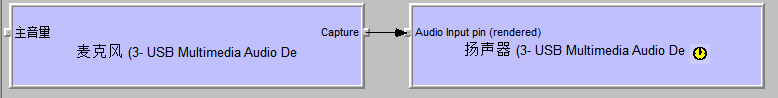 主音量
Capture
麦克风 (3- USB Multimedia Audio De
Audio Input pin (rendered)
扬声器 (3- USB Multimedia Audio De